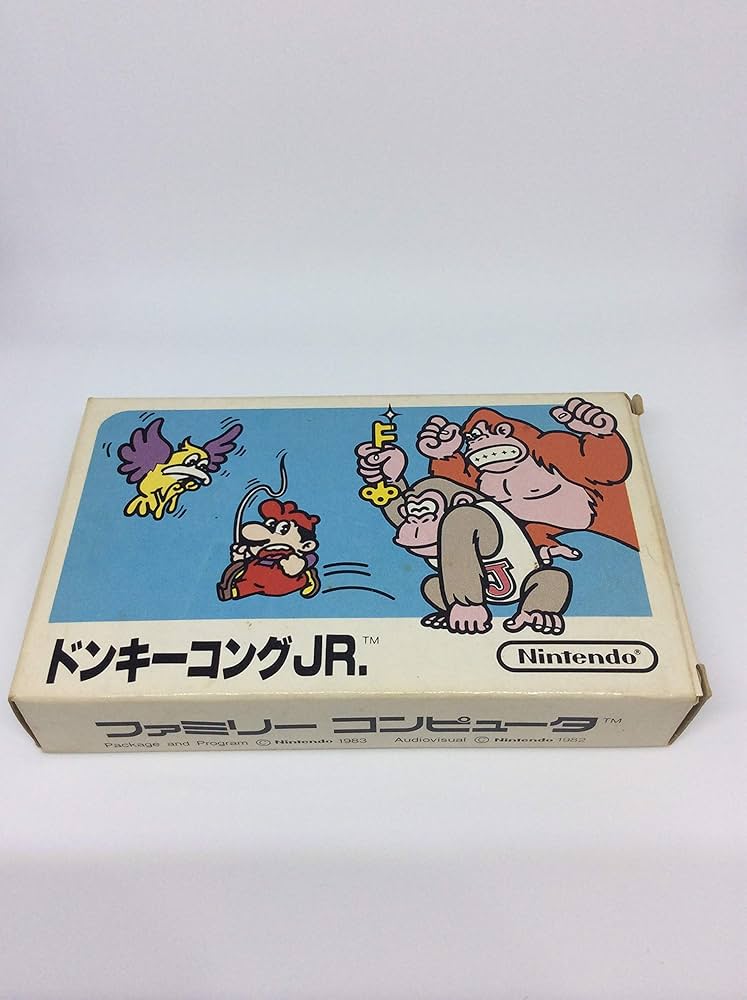 J
ドンキーコングJR.™
Nintendo®
ファミリー コンピュータ™
Package and Program © Nintendo 1983 Audiovisual © Nintendo 1982